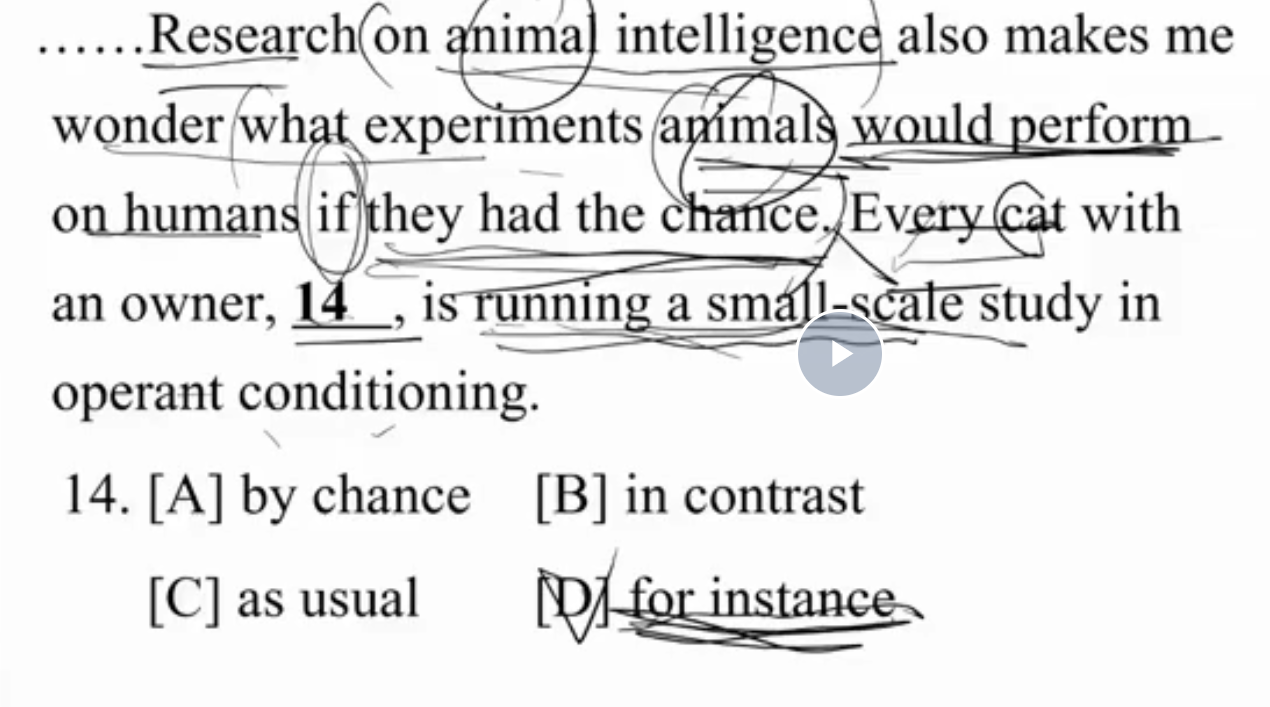 ......Research on animal intelligence also makes me
wonder what experiments animals would perform
on humans if they had the chance. Every cat with
an owner, 14 , is running a small-scale study in
operant conditioning.
14. [A] by chance [B] in contrast
[C] as usual [D] for instance